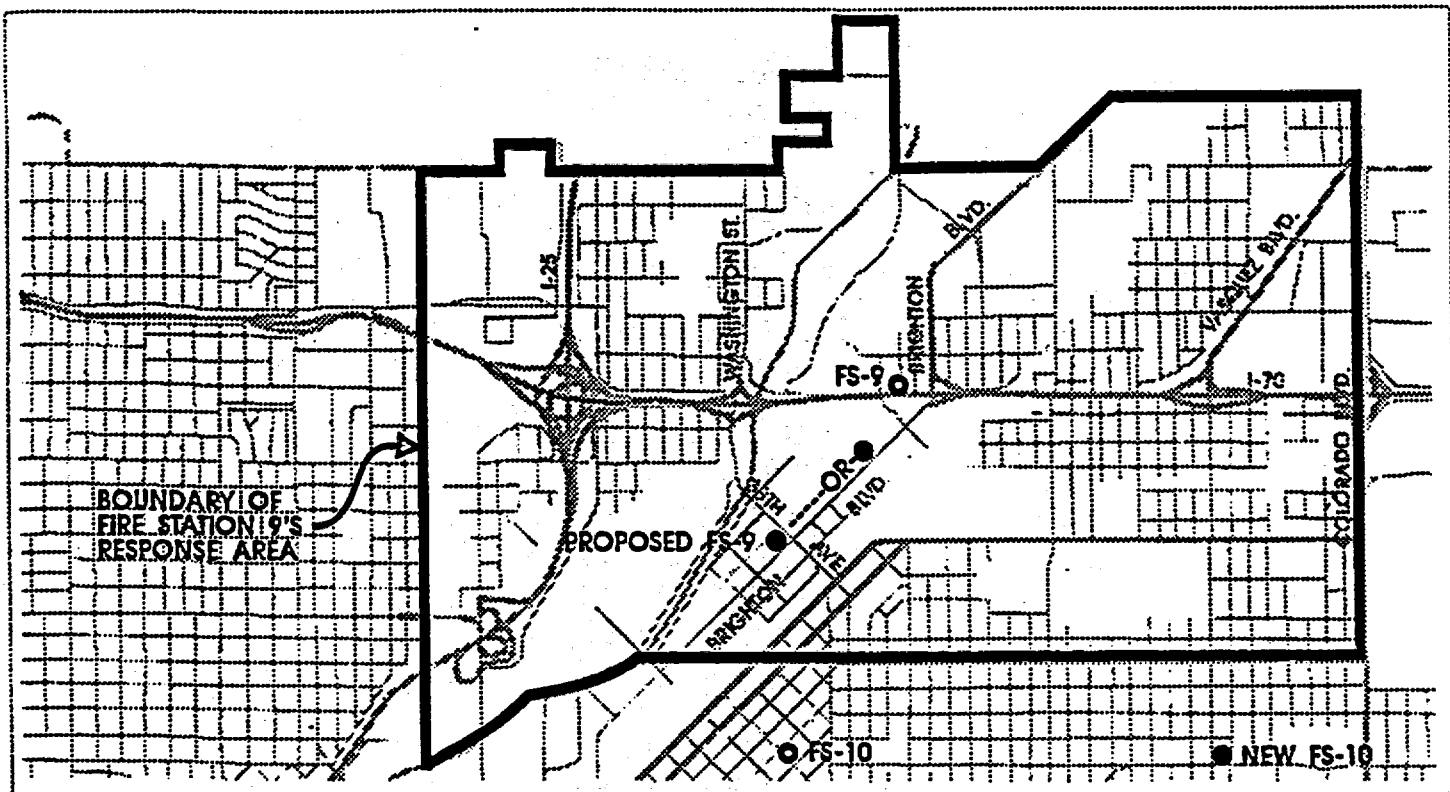 BLVD.
I-25
WASHINGTON ST.
VASQUEZ BLVD.
BRIGHTON
FS-9
I-70
COLORADO BLVD.
BOUNDARY OF
FIRE STATION 9'S
RESPONSE AREA
OR
BLVD
PROPOSED FS-9
AVE
BRIGHTON
FS-10
NEW FS-10